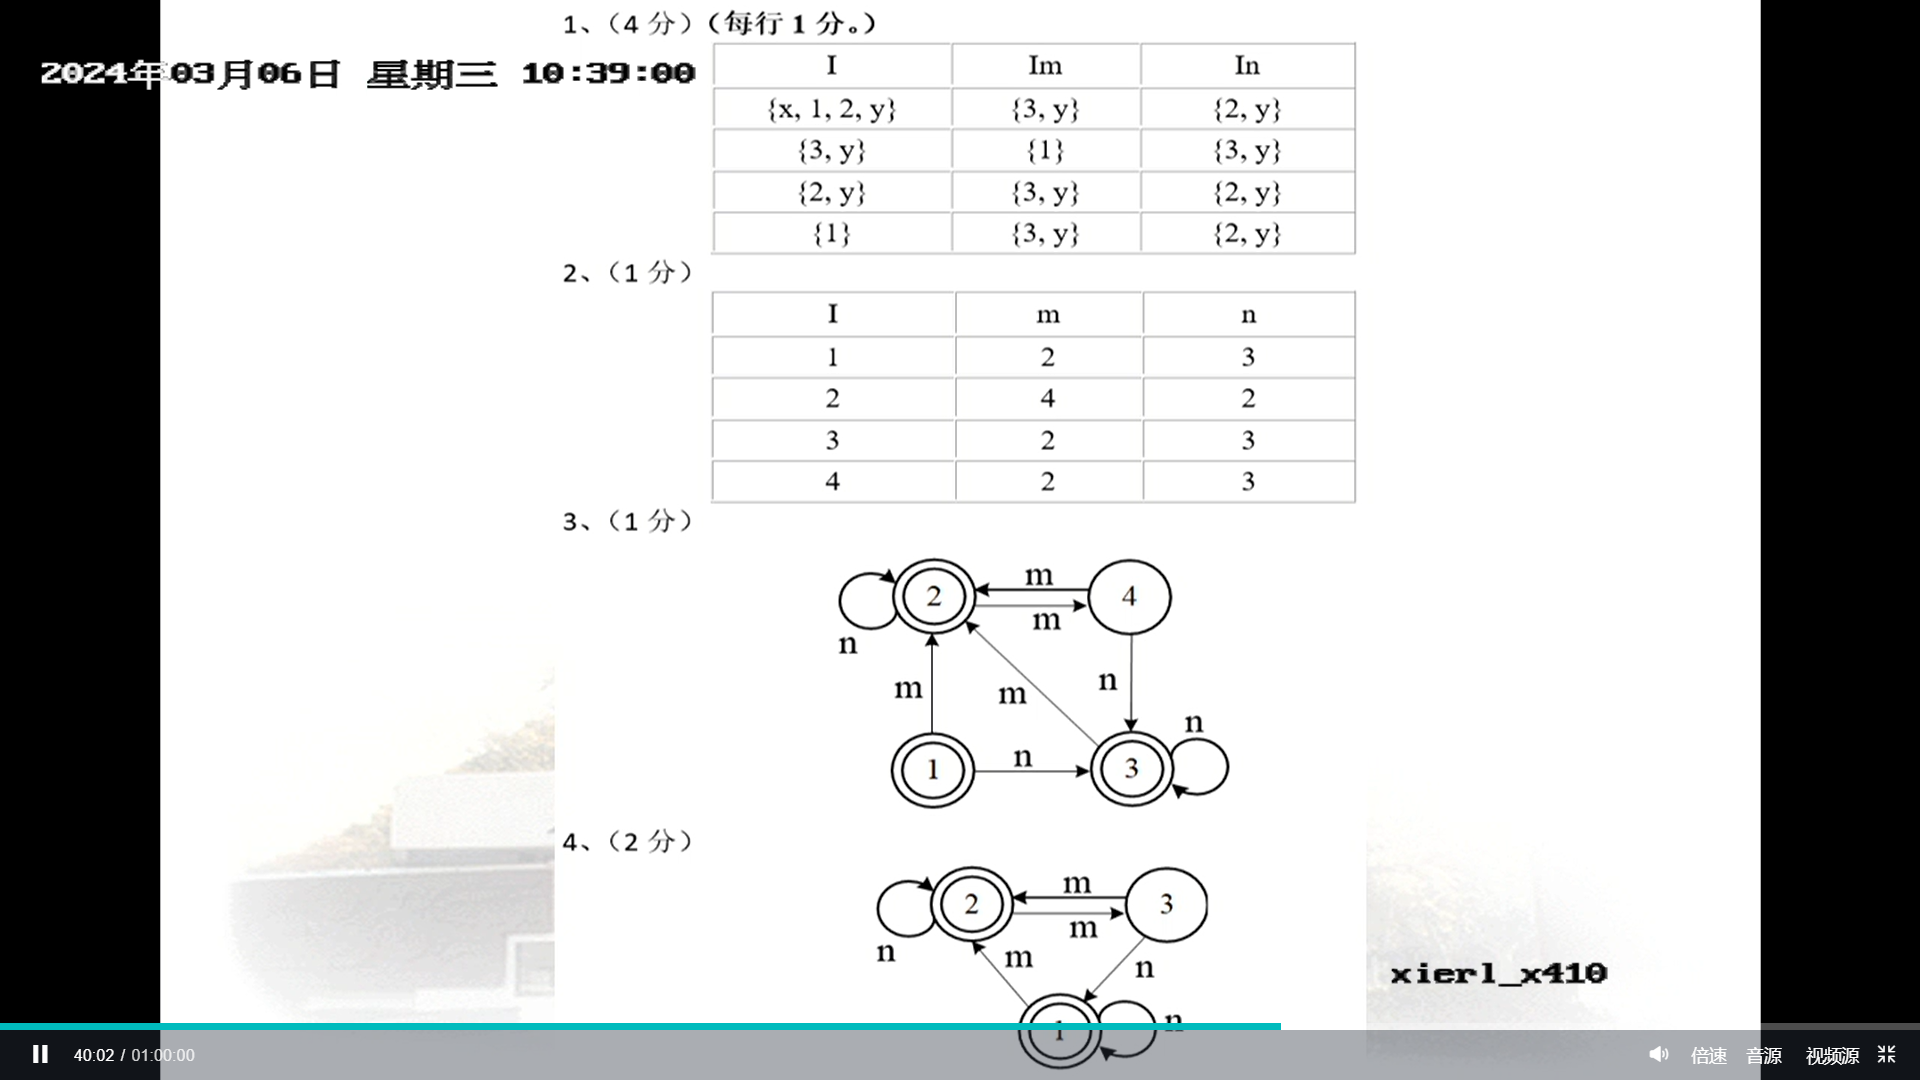 1、（4 分）（每行 1 分。）
2024年03月06日 星期三 10:39:00
I Im In
{x, 1, 2, y} {3, y} {2, y}
{3, y} {1} {3, y}
{2, y} {3, y} {2, y}
{1} {3, y} {2, y}
2、（1 分）
I m n
1 2 3
2 4 2
3 2 3
4 2 3
3、（1 分）
m
2 4
m
n
m m n
n
n
1 3
4、（2 分）
m
2 3
m
n m n
xierl_x410
1 n
40:02 / 01:00:00 倍速 音源 视频源